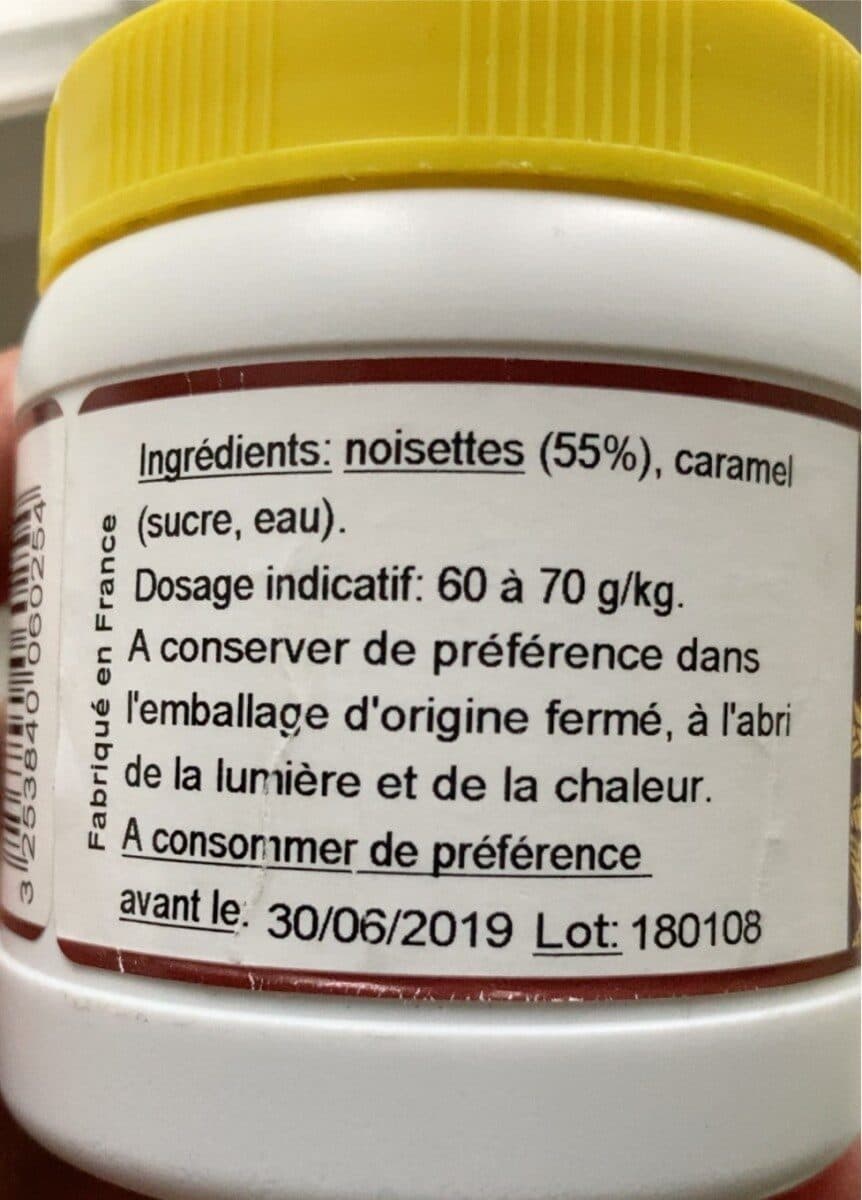 Ingrédients: noisettes (55%), caramel
(sucre, eau).
Dosage indicatif: 60 à 70 g/kg.
A conserver de préférence dans
l'emballage d'origine fermé, à l'abri
de la lumière et de la chaleur.
A consommer de préférence
avant le: 30/06/2019 Lot: 180108
Fabriqué en France
3 253840 060254